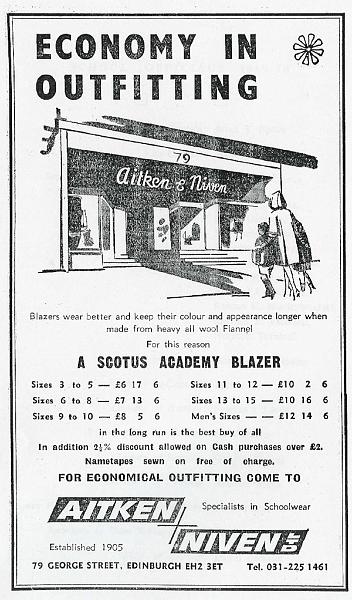 ECONOMY IN
OUTFITTING
79
Aitken & Niven
Blazers wear better and keep their colour and appearance longer when
made from heavy all wool Flannel
For this reason
A SCOTUS ACADEMY BLAZER
Sizes 3 to 5 — £6 17 6
Sizes 6 to 8 — £7 13 6
Sizes 9 to 10 — £8 5 6
Sizes 11 to 12 — £10 2 6
Sizes 13 to 15 — £10 16 6
Men's Sizes — — £12 14 6
in the long run is the best buy of all
In addition 2½% discount allowed on Cash purchases over £2.
Nametapes sewn on free of charge.
FOR ECONOMICAL OUTFITTING COME TO
AITKEN
Specialists in Schoolwear
Established 1905
NIVEN LTD
79 GEORGE STREET, EDINBURGH EH2 3ET Tel. 031-225 1461